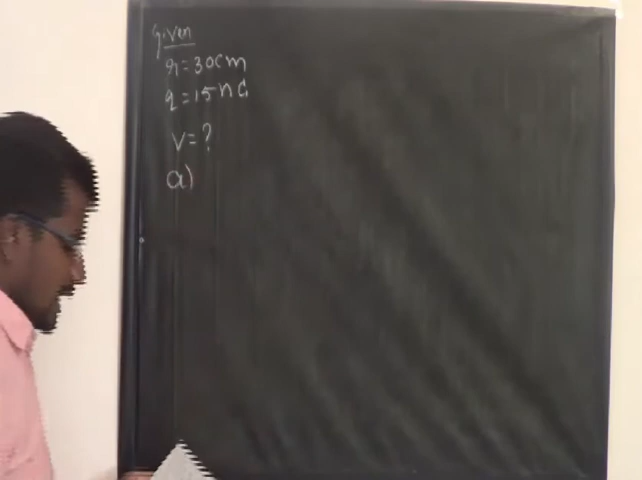 Given
r=30cm
q=15nC
V=?
a)